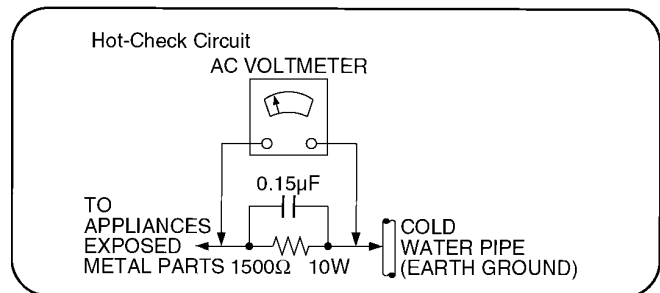 Hot-Check Circuit
AC VOLTMETER
0.15µF
TO
APPLIANCES
EXPOSED
METAL PARTS
1500Ω
10W
COLD
WATER PIPE
(EARTH GROUND)